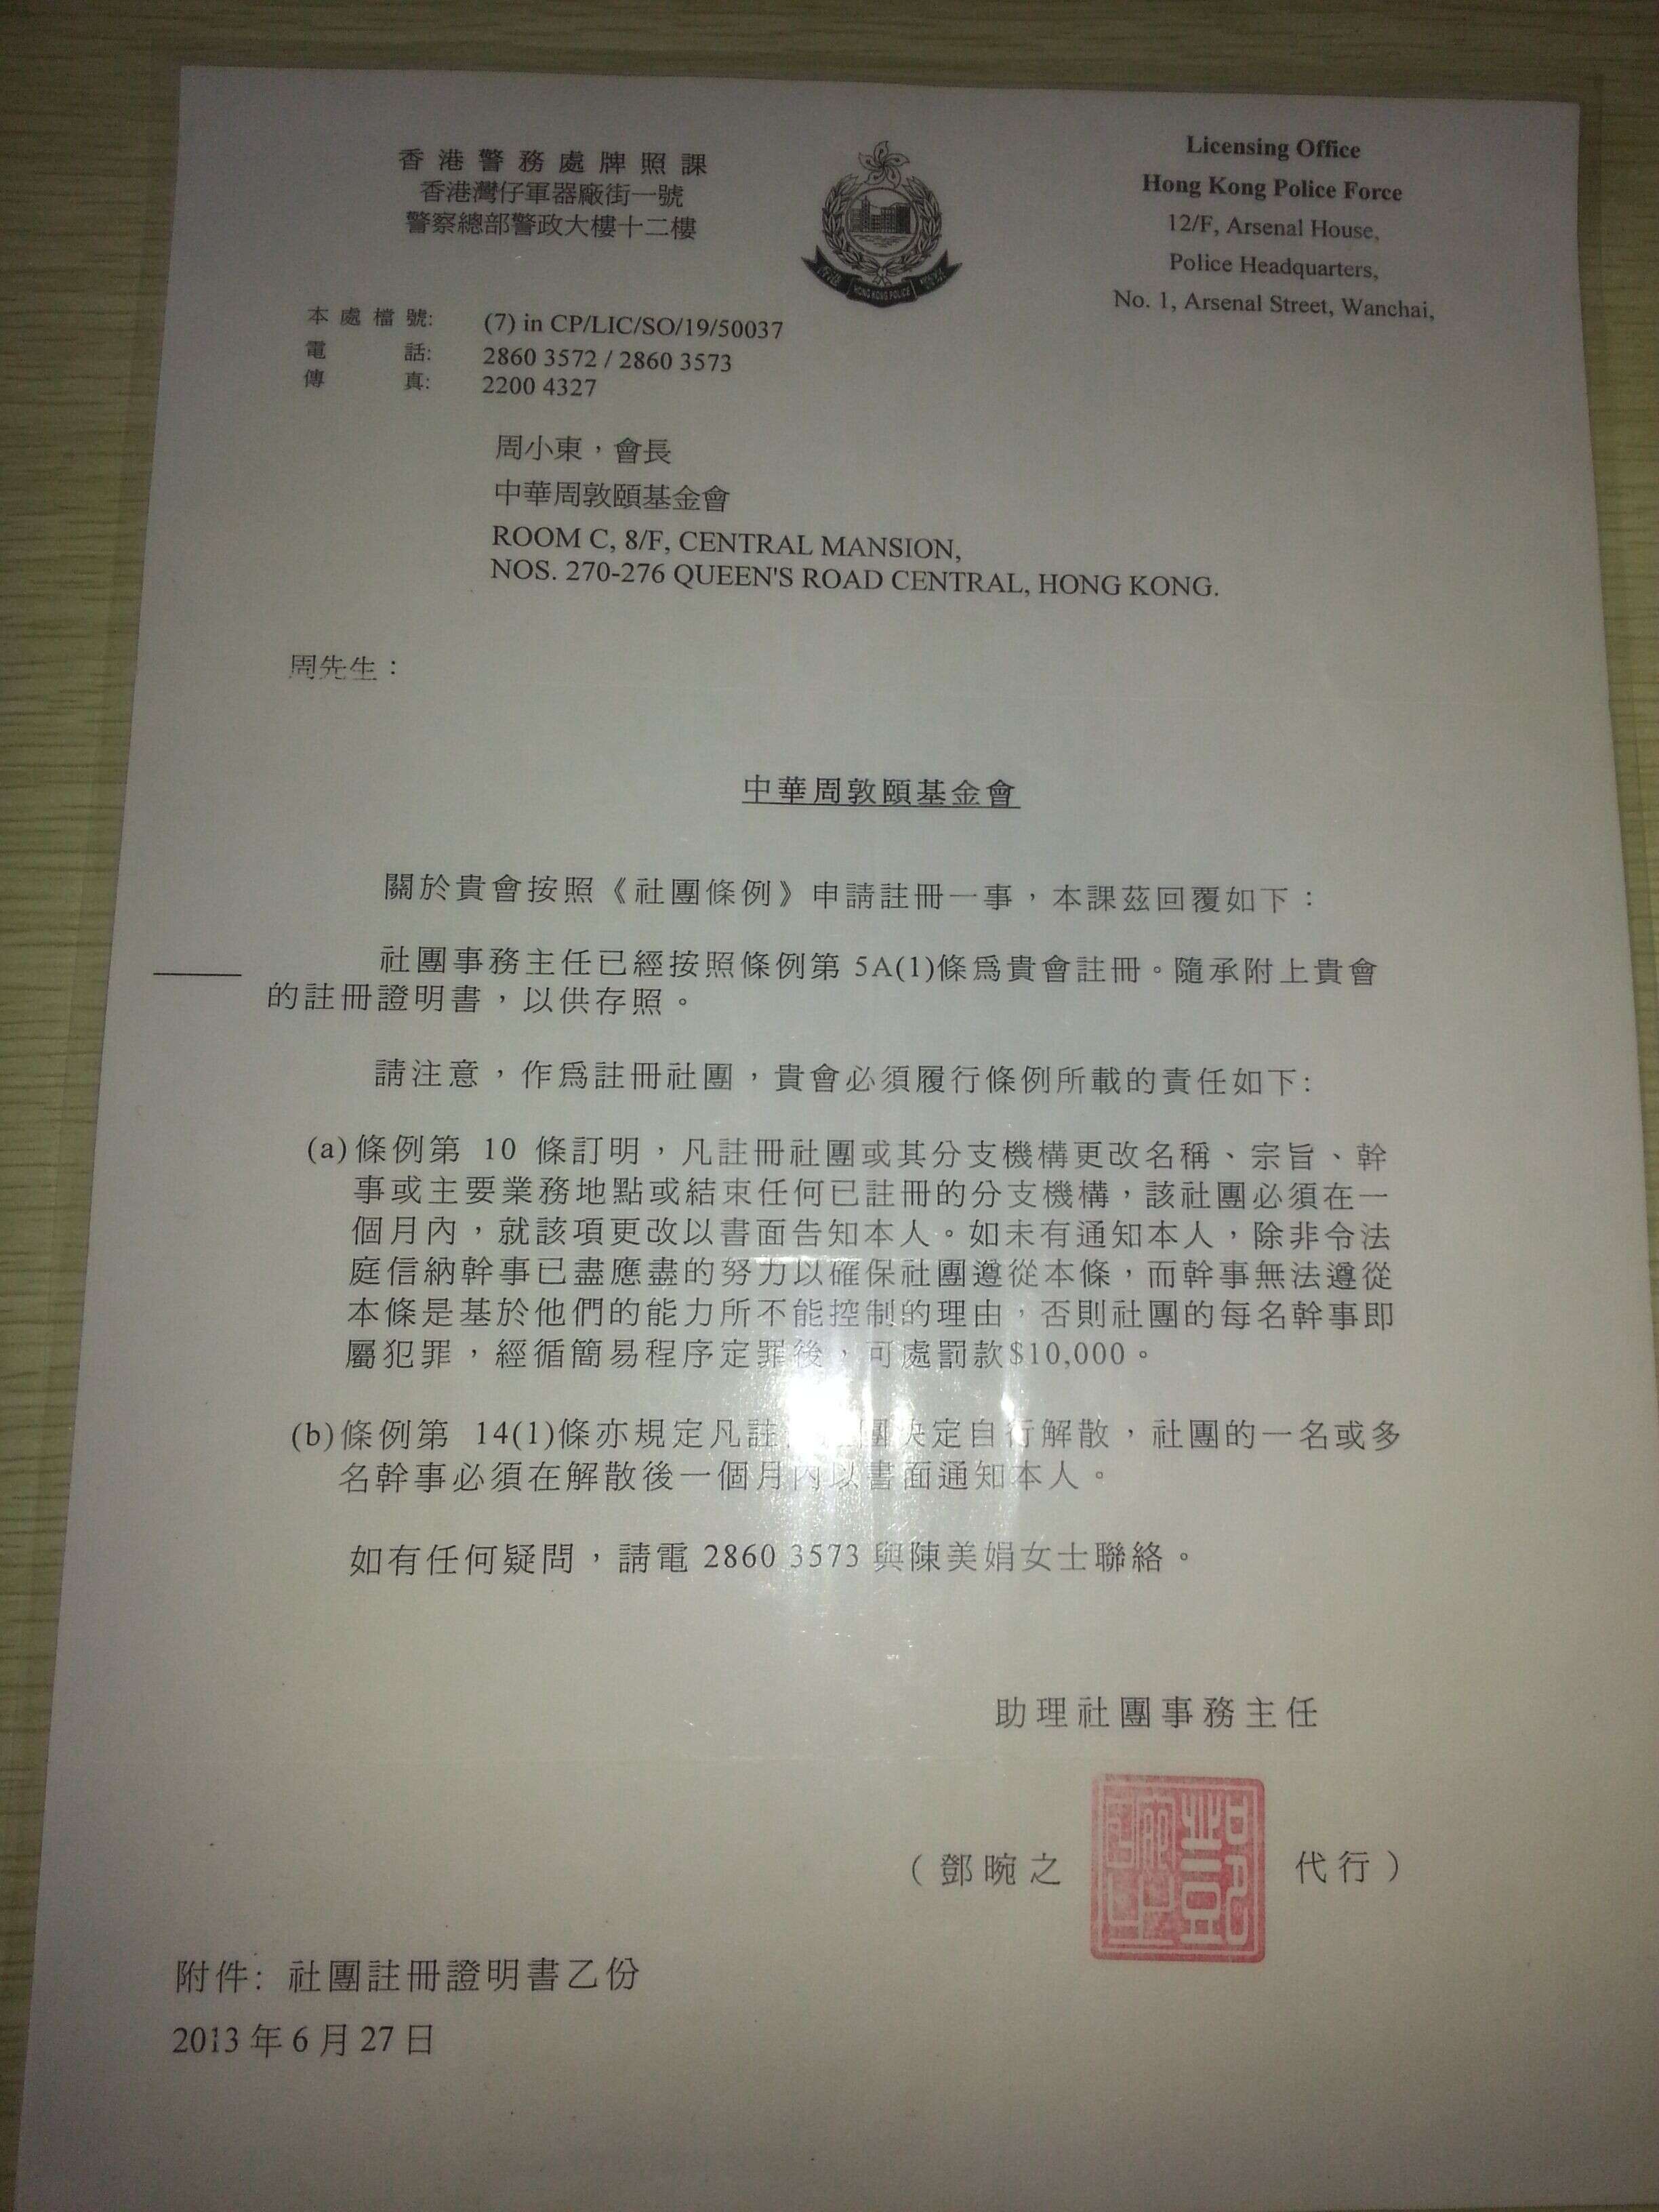 香港警務處牌照課
香港灣仔軍器廠街一號
警察總部警政大樓十二樓
Licensing Office
Hong Kong Police Force
12/F, Arsenal House,
Police Headquarters,
No. 1, Arsenal Street, Wanchai,
HONG KONG POLICE
本處檔號: (7) in CP/LIC/SO/19/50037
電話: 2860 3572 / 2860 3573
傳真: 2200 4327
周小東，會長
中華周敦頤基金會
ROOM C, 8/F, CENTRAL MANSION,
NOS. 270-276 QUEEN'S ROAD CENTRAL, HONG KONG.
周先生：
中華周敦頤基金會
關於貴會按照《社團條例》申請註冊一事，本課茲回覆如下：
社團事務主任已經按照條例第 5A(1)條爲貴會註冊。隨承附上貴會
的註冊證明書，以供存照。
請注意，作爲註冊社團，貴會必須履行條例所載的責任如下:
(a)條例第 10 條訂明，凡註冊社團或其分支機構更改名稱、宗旨、幹
事或主要業務地點或結束任何已註冊的分支機構，該社團必須在一
個月內，就該項更改以書面告知本人。如未有通知本人，除非令法
庭信納幹事已盡應盡的努力以確保社團遵從本條，而幹事無法遵從
本條是基於他們的能力所不能控制的理由，否則社團的每名幹事即
屬犯罪，經循簡易程序定罪後，可處罰款$10,000。
(b)條例第 14(1)條亦規定凡註 團決定自行解散，社團的一名或多
名幹事必須在解散後一個月內以書面通知本人。
如有任何疑問，請電 2860 3573 與陳美娟女士聯絡。
助理社團事務主任
（鄧晼之 代行）
附件: 社團註冊證明書乙份
2013 年 6 月 27 日